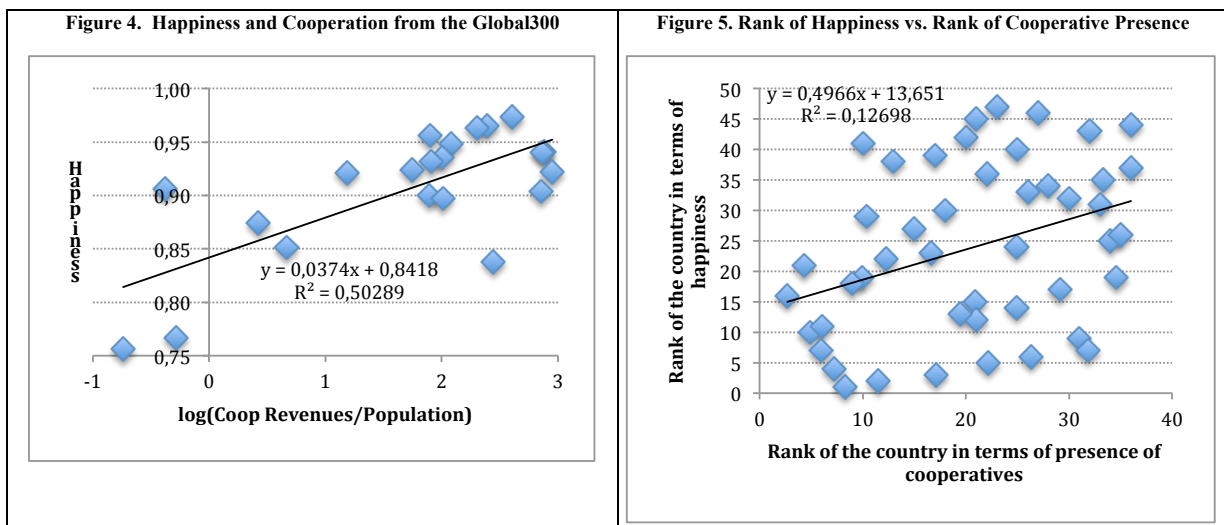 Figure 4. Happiness and Cooperation from the Global300
Happiness
1,00
0,95
0,90
0,85
0,80
0,75
y = 0,0374x + 0,8418
R² = 0,50289
-1 0 1 2 3
log(Coop Revenues/Population)
Figure 5. Rank of Happiness vs. Rank of Cooperative Presence
Rank of the country in terms of
happiness
50
45
40
35
30
25
20
15
10
5
0
y = 0,4966x + 13,651
R² = 0,12698
0 10 20 30 40
Rank of the country in terms of presence of
cooperatives